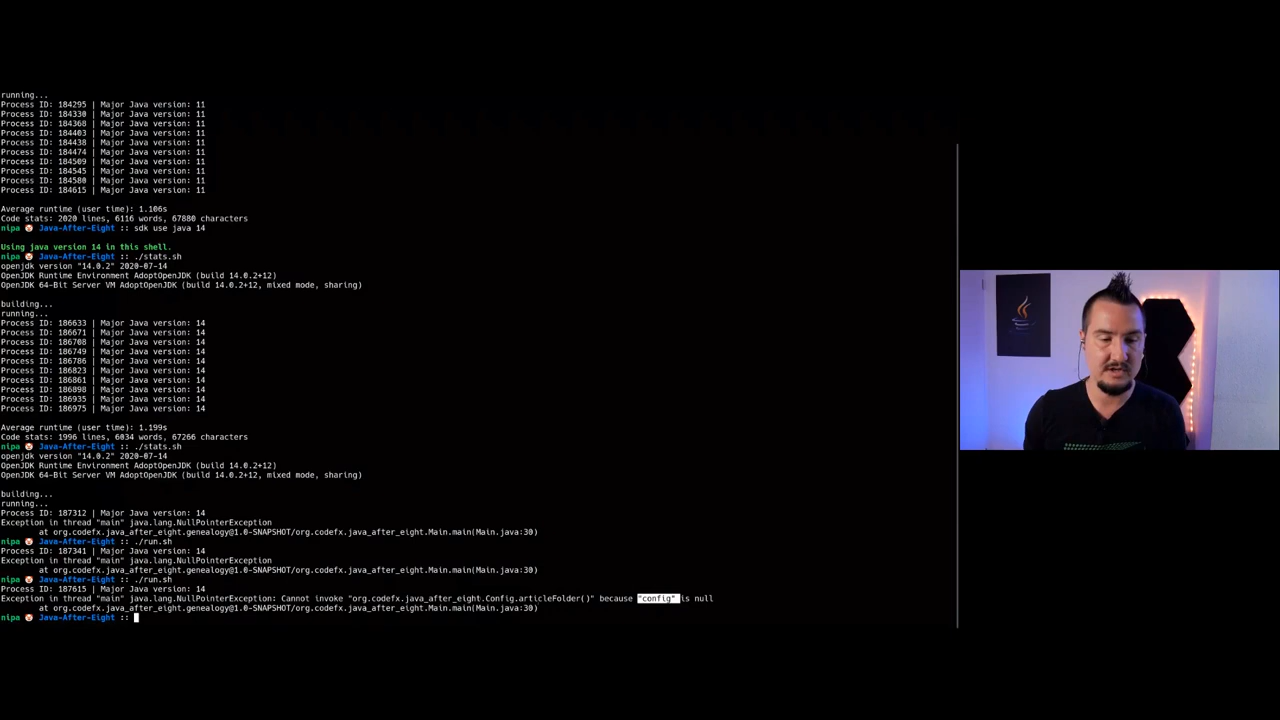 running...
Process ID: 184295 | Major Java version: 11
Process ID: 184330 | Major Java version: 11
Process ID: 184368 | Major Java version: 11
Process ID: 184403 | Major Java version: 11
Process ID: 184438 | Major Java version: 11
Process ID: 184474 | Major Java version: 11
Process ID: 184509 | Major Java version: 11
Process ID: 184545 | Major Java version: 11
Process ID: 184580 | Major Java version: 11
Process ID: 184615 | Major Java version: 11
Average runtime (user time): 1.106s
Code stats: 2020 lines, 6116 words, 67880 characters
nipa 🤡 Java-After-Eight :: sdk use java 14
Using java version 14 in this shell.
nipa 🤡 Java-After-Eight :: ./stats.sh
openjdk version "14.0.2" 2020-07-14
OpenJDK Runtime Environment AdoptOpenJDK (build 14.0.2+12)
OpenJDK 64-Bit Server VM AdoptOpenJDK (build 14.0.2+12, mixed mode, sharing)
building...
running...
Process ID: 186633 | Major Java version: 14
Process ID: 186671 | Major Java version: 14
Process ID: 186708 | Major Java version: 14
Process ID: 186749 | Major Java version: 14
Process ID: 186786 | Major Java version: 14
Process ID: 186823 | Major Java version: 14
Process ID: 186861 | Major Java version: 14
Process ID: 186898 | Major Java version: 14
Process ID: 186935 | Major Java version: 14
Process ID: 186975 | Major Java version: 14
Average runtime (user time): 1.199s
Code stats: 1996 lines, 6034 words, 67266 characters
nipa 🤡 Java-After-Eight :: ./stats.sh
openjdk version "14.0.2" 2020-07-14
OpenJDK Runtime Environment AdoptOpenJDK (build 14.0.2+12)
OpenJDK 64-Bit Server VM AdoptOpenJDK (build 14.0.2+12, mixed mode, sharing)
building...
running...
Process ID: 187312 | Major Java version: 14
Exception in thread "main" java.lang.NullPointerException
at org.codefx.java_after_eight.genealogy@1.0-SNAPSHOT/org.codefx.java_after_eight.Main.main(Main.java:30)
nipa 🤡 Java-After-Eight :: ./run.sh
Process ID: 187341 | Major Java version: 14
Exception in thread "main" java.lang.NullPointerException
at org.codefx.java_after_eight.genealogy@1.0-SNAPSHOT/org.codefx.java_after_eight.Main.main(Main.java:30)
nipa 🤡 Java-After-Eight :: ./run.sh
Process ID: 187615 | Major Java version: 14
Exception in thread "main" java.lang.NullPointerException: Cannot invoke "org.codefx.java_after_eight.Config.articleFolder()" because "config" is null
at org.codefx.java_after_eight.genealogy@1.0-SNAPSHOT/org.codefx.java_after_eight.Main.main(Main.java:30)
nipa 🤡 Java-After-Eight ::